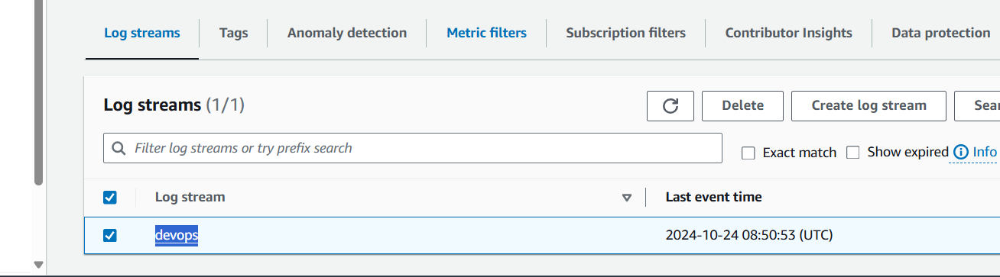 Log streams Tags Anomaly detection Metric filters Subscription filters Contributor Insights Data protection
Log streams (1/1)
Delete Create log stream
Filter log streams or try prefix search
Exact match Show expired Info
Log stream Last event time
devops 2024-10-24 08:50:53 (UTC)